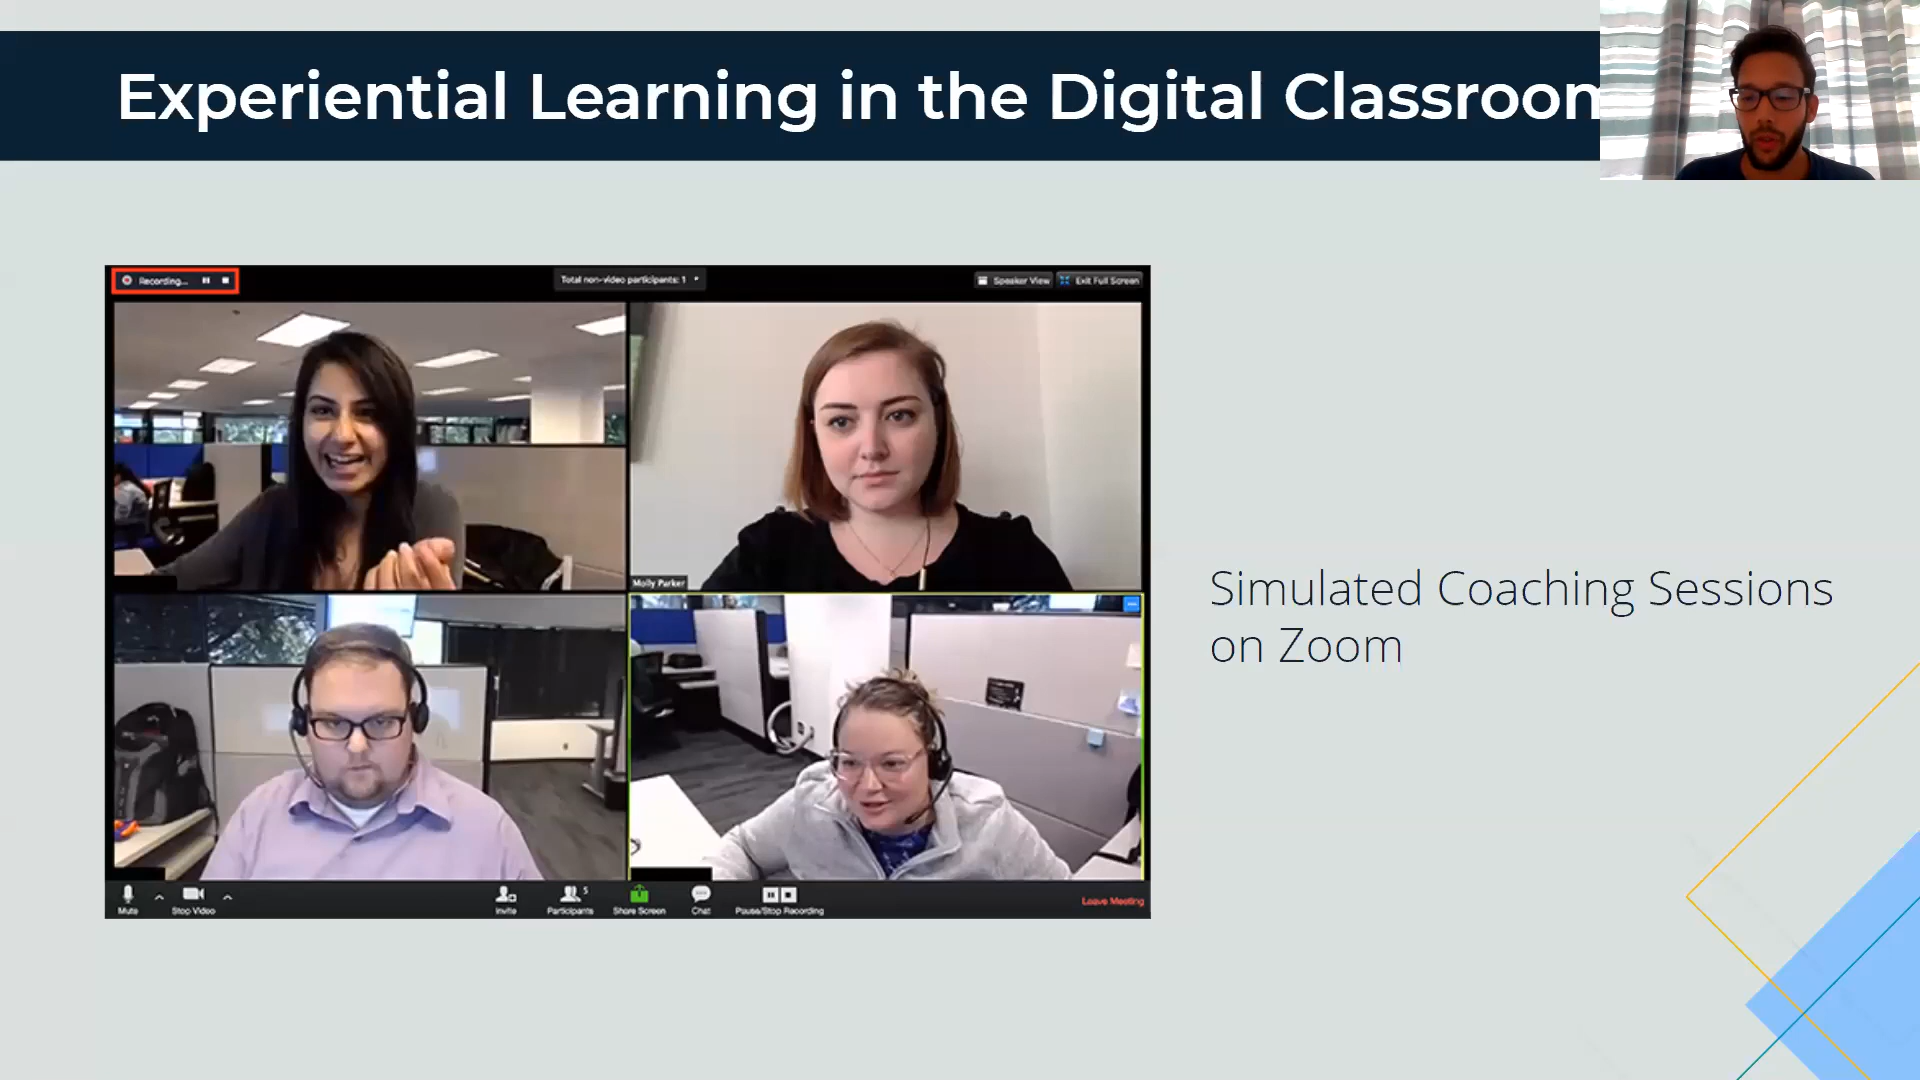 Experiential Learning in the Digital Classroom
Recording...
Total non-video participants: 1
Speaker View
Exit Full Screen
Molly Parker
Simulated Coaching Sessions
on Zoom
Mute
Stop Video
Invite
Participants
5
Share Screen
Chat
Pause/Stop Recording
Leave Meeting